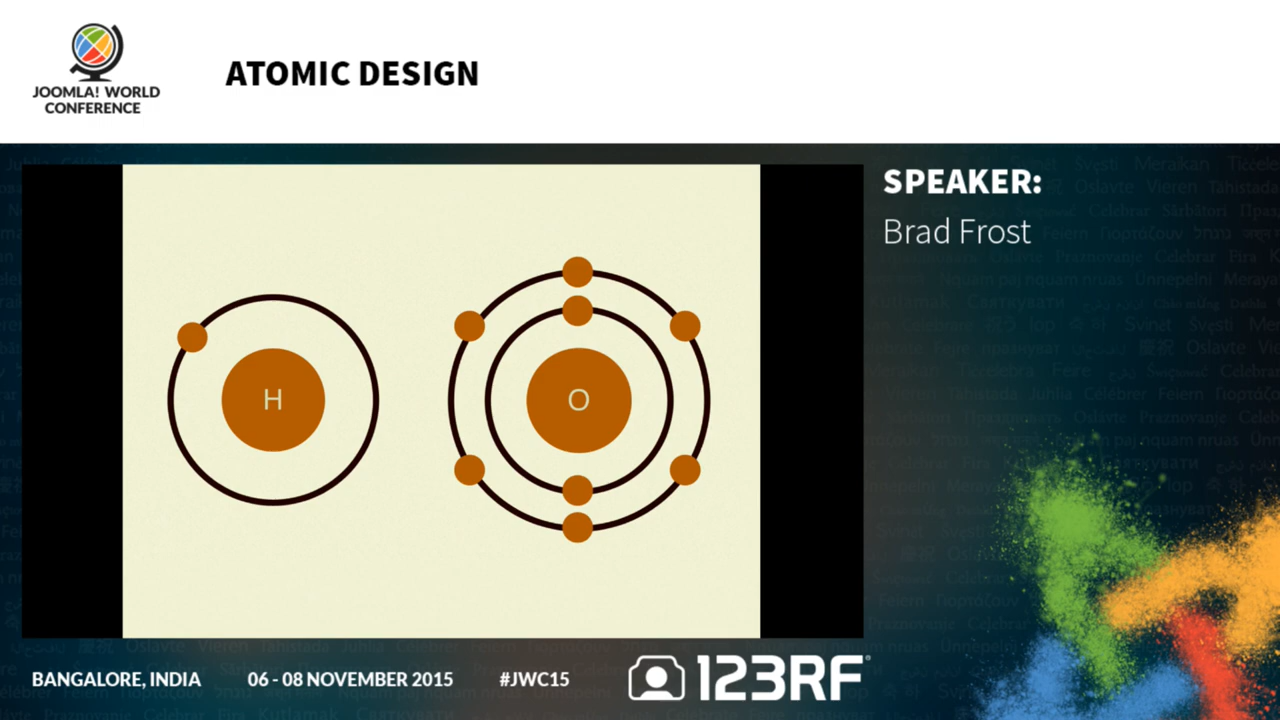 JOOMLA! WORLD
CONFERENCE
ATOMIC DESIGN
H
O
SPEAKER:
Brad Frost
BANGALORE, INDIA
06 - 08 NOVEMBER 2015
#JWC15
123RF®